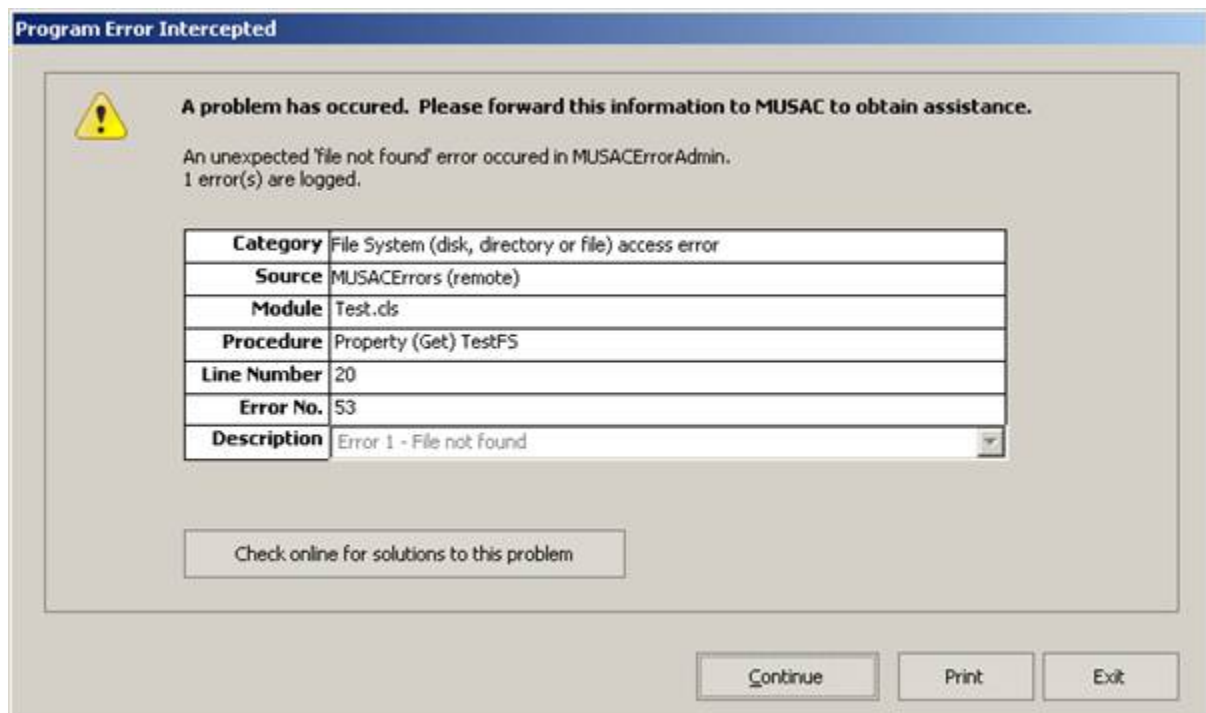 Program Error Intercepted
A problem has occured. Please forward this information to MUSAC to obtain assistance.
An unexpected 'file not found' error occured in MUSACErrorAdmin.
1 error(s) are logged.
Category File System (disk, directory or file) access error
Source MUSACErrors (remote)
Module Test.cls
Procedure Property (Get) TestFS
Line Number 20
Error No. 53
Description Error 1 - File not found
Check online for solutions to this problem
Continue Print Exit